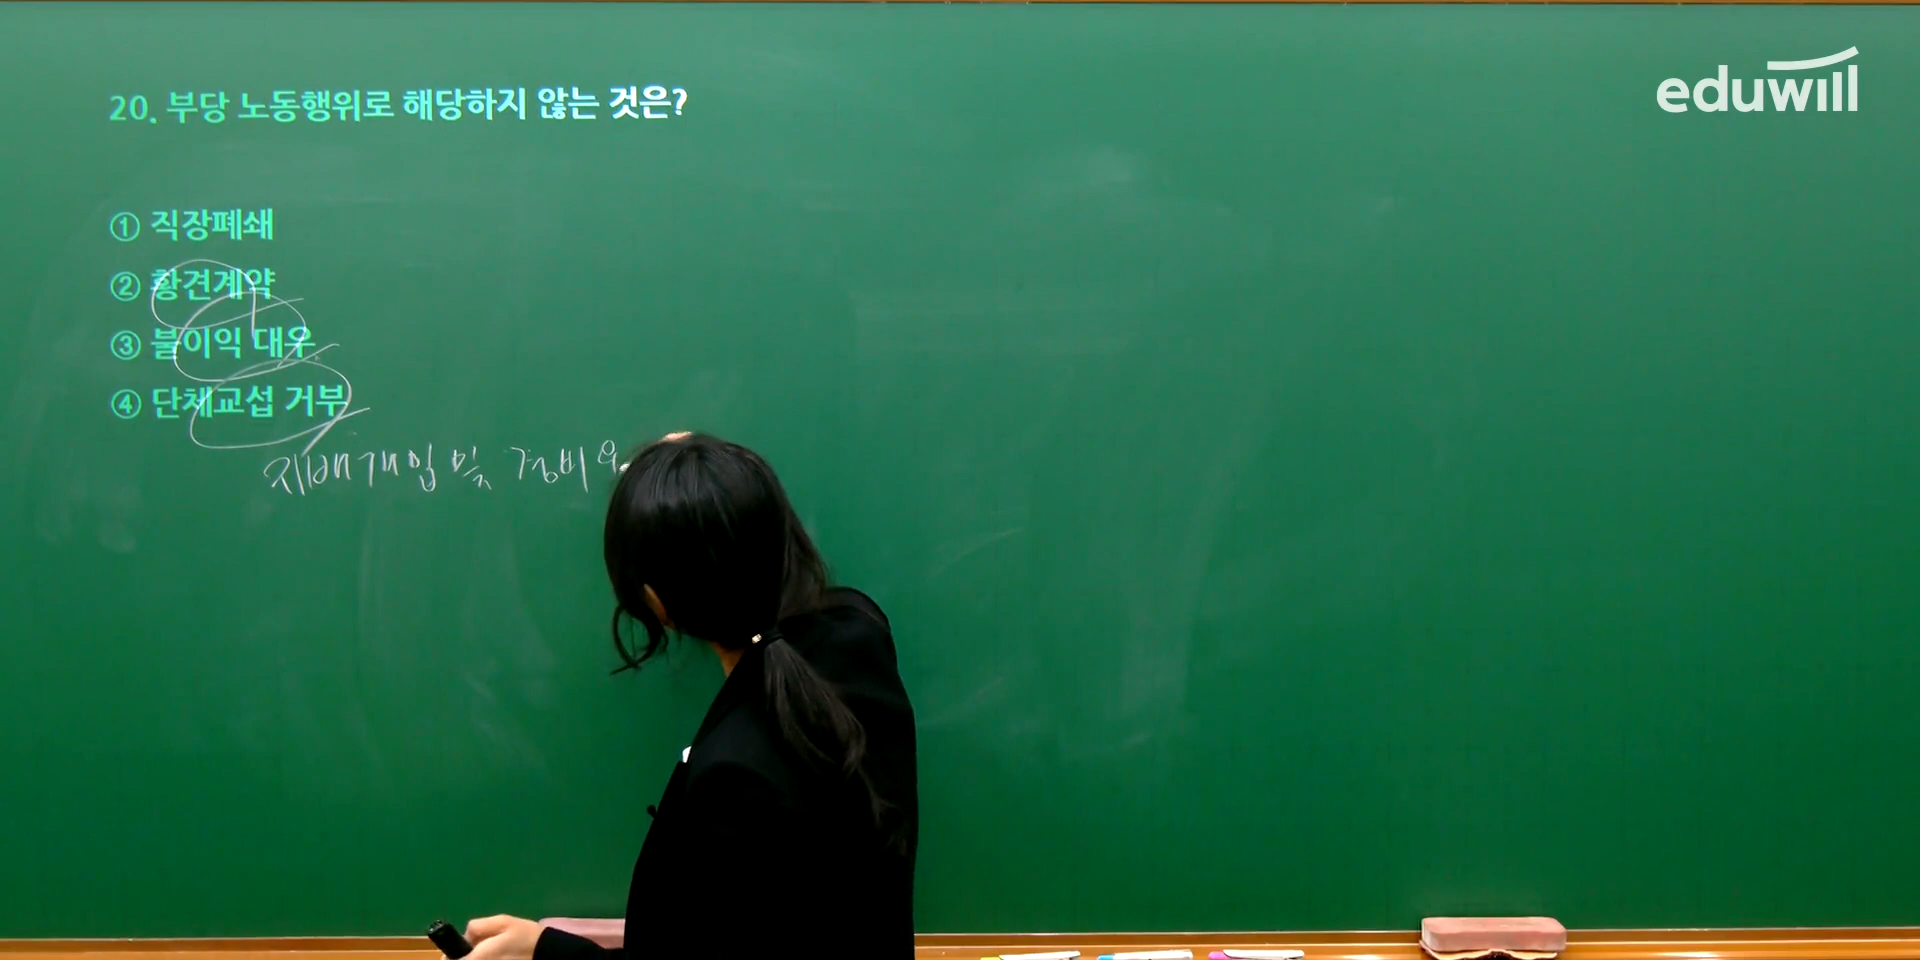 eduwill
20. 부당 노동행위로 해당하지 않는 것은?
① 직장폐쇄
② 황견계약
③ 불이익 대우
④ 단체교섭 거부
지배개입 및 경비